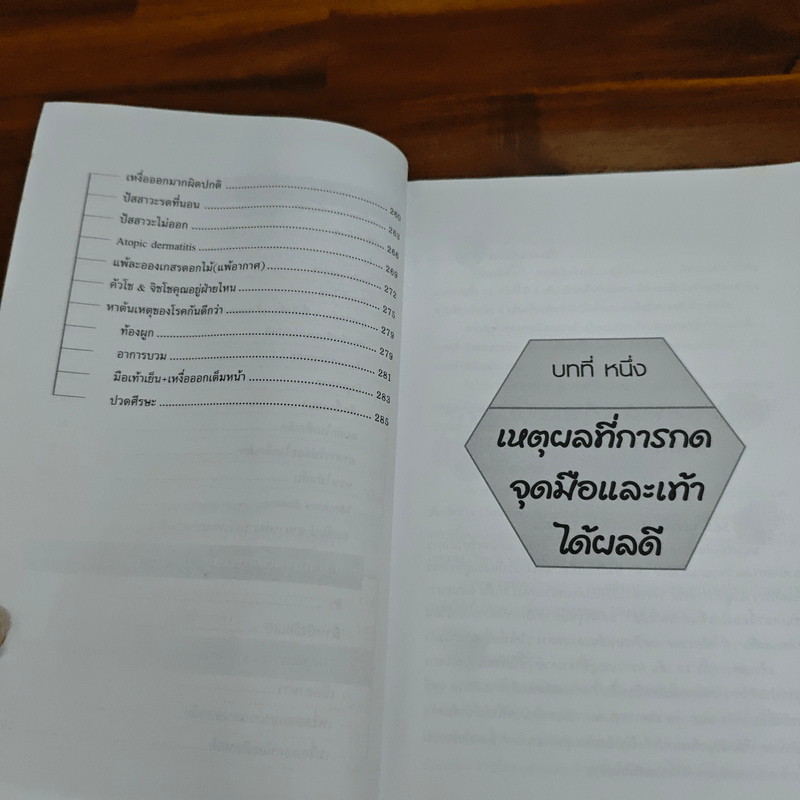 เหงื่อออกมากผิดปกติ ........ 260
ปัสสาวะรดที่นอน ........ 263
ปัสสาวะไม่ออก ........ 266
Atopic dermatitis ........ 269
แพ้ละอองเกสรดอกไม้(แพ้อากาศ) ........ 272
คัวโช & จิชโชคุณอยู่ฝ่ายไหน ........ 275
หาต้นเหตุของโรคกันดีกว่า ........ 279
ท้องผูก ........ 279
อาการบวม ........ 281
มือเท้าเย็น+เหงื่อออกเต็มหน้า ........ 283
ปวดศีรษะ ........ 285
บทที่ หนึ่ง
เหตุผลที่การกด
จุดมือและเท้า
ได้ผลดี